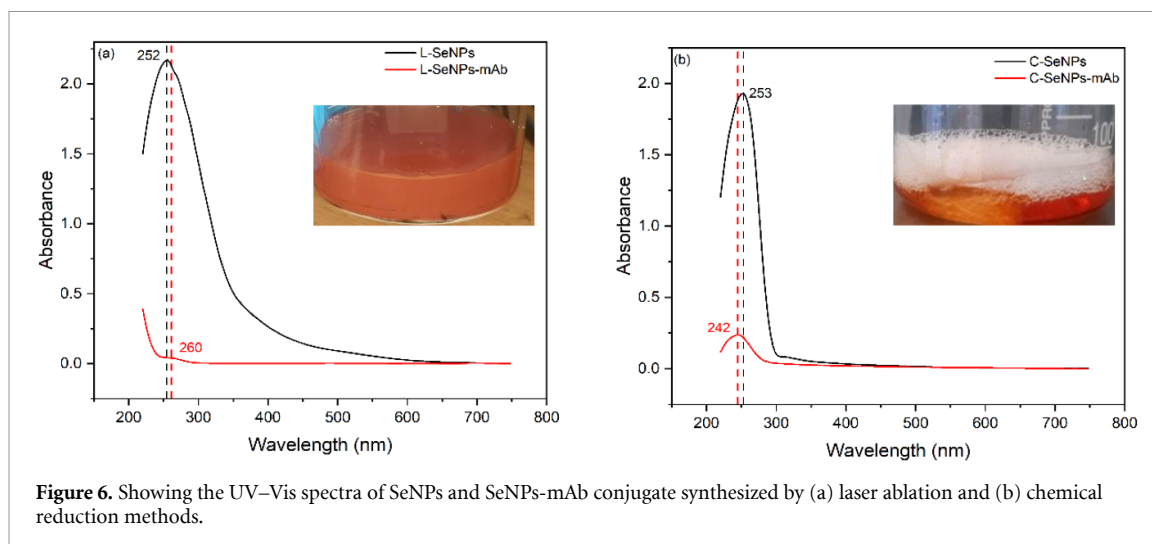 (a)
252
L-SeNPs
L-SeNPs-mAb
2.0
1.5
1.0
0.5
0.0
260
Absorbance
200 300 400 500 600 700 800
Wavelength (nm)
(b)
253
C-SeNPs
C-SeNPs-mAb
2.0
1.5
1.0
0.5
0.0
242
100
Absorbance
200 300 400 500 600 700 800
Wavelength (nm)
Figure 6. Showing the UV–Vis spectra of SeNPs and SeNPs-mAb conjugate synthesized by (a) laser ablation and (b) chemical
reduction methods.